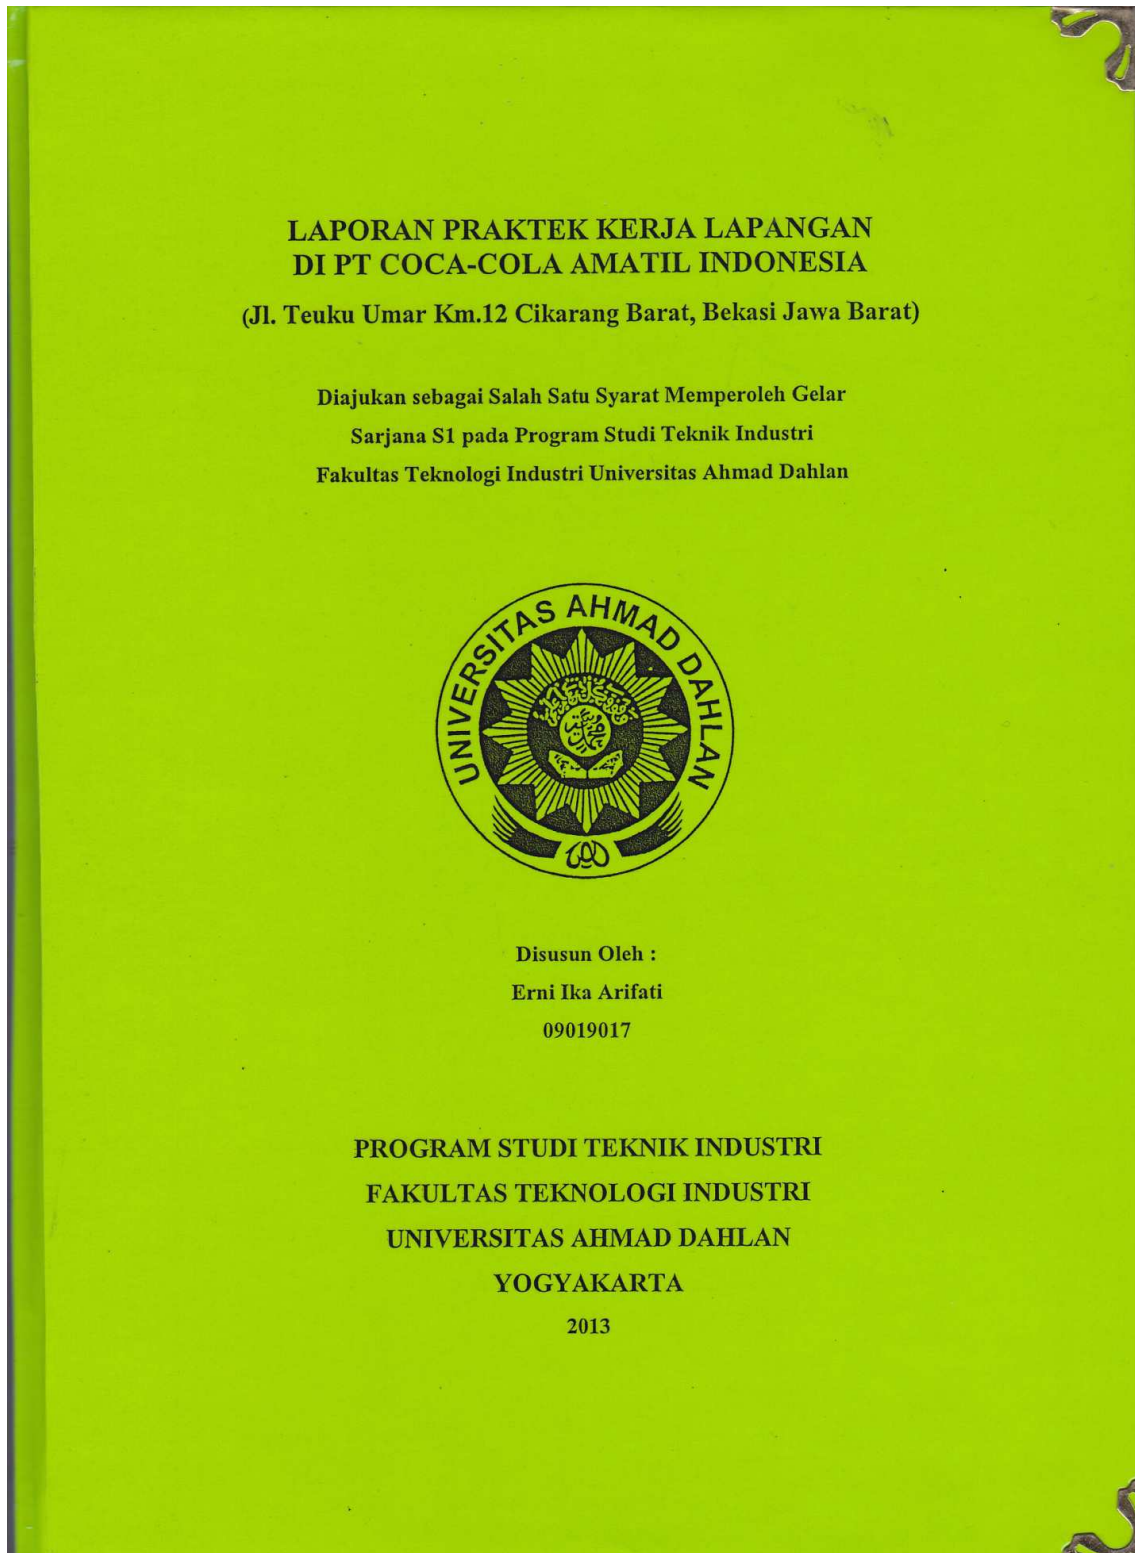 LAPORAN PRAKTEK KERJA LAPANGAN
DI PT COCA-COLA AMATIL INDONESIA
(Jl. Teuku Umar Km.12 Cikarang Barat, Bekasi Jawa Barat)
Diajukan sebagai Salah Satu Syarat Memperoleh Gelar
Sarjana S1 pada Program Studi Teknik Industri
Fakultas Teknologi Industri Universitas Ahmad Dahlan
UNIVERSITAS AHMAD DAHLAN
Disusun Oleh :
Erni Ika Arifati
09019017
PROGRAM STUDI TEKNIK INDUSTRI
FAKULTAS TEKNOLOGI INDUSTRI
UNIVERSITAS AHMAD DAHLAN
YOGYAKARTA
2013